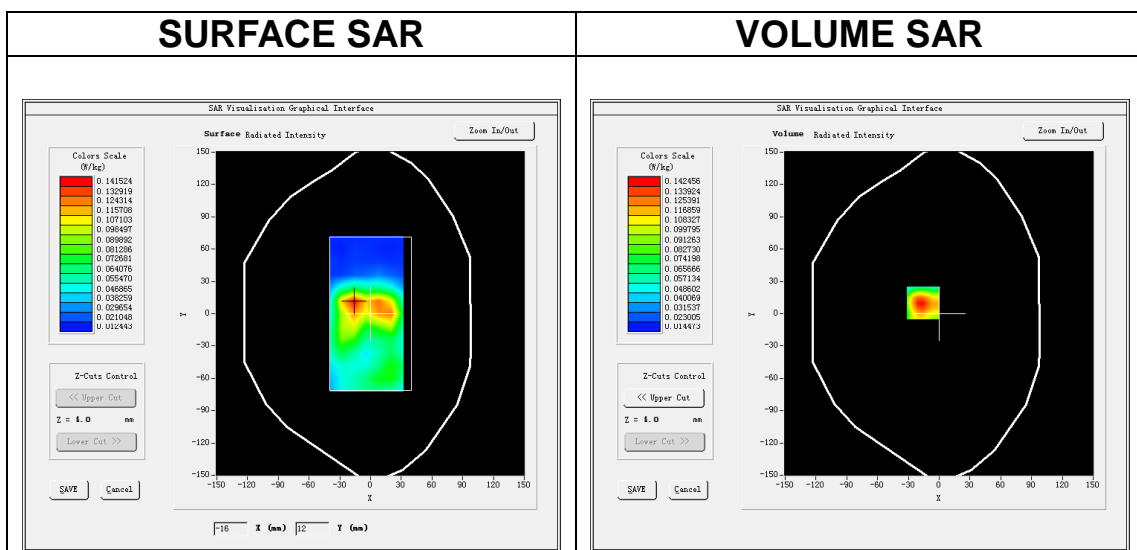 SURFACE SAR
VOLUME SAR
SAR Visualisation Graphical Interface
Surface Radiated Intensity
Zoom In/Out
Colors Scale
(W/kg)
0.141524
0.132919
0.124314
0.115708
0.107103
0.098497
0.089892
0.081286
0.072681
0.064076
0.055470
0.046865
0.038259
0.029654
0.021048
0.012443
150
120
90
60
30
0
-30
-60
-90
-120
-150
Y
-150 -120 -90 -60 -30 0 30 60 90 120 150
X
Z-Cuts Control
<< Upper Cut
Z = 4.0 mm
Lower Cut >>
SAVE Cancel
-16 X (mm) 12 Y (mm)
SAR Visualisation Graphical Interface
Volume Radiated Intensity
Zoom In/Out
Colors Scale
(W/kg)
0.142456
0.133924
0.125391
0.116859
0.108327
0.099795
0.091263
0.082730
0.074198
0.065666
0.057134
0.048602
0.040069
0.031537
0.023005
0.014473
150
120
90
60
30
0
-30
-60
-90
-120
-150
Y
-150 -120 -90 -60 -30 0 30 60 90 120 150
X
Z-Cuts Control
<< Upper Cut
Z = 4.0 mm
Lower Cut >>
SAVE Cancel